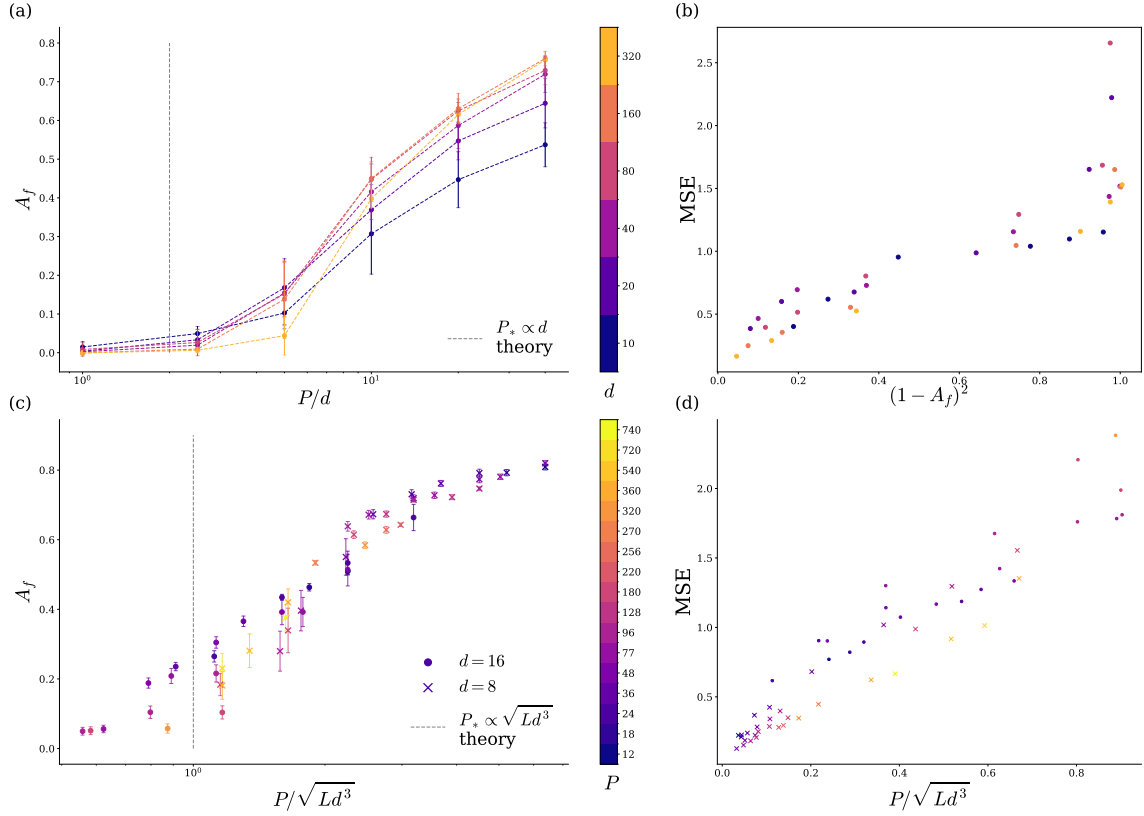 (a)
A_f
0.8
0.7
0.6
0.5
0.4
0.3
0.2
0.1
0.0
10^0
10^1
P/d
P_* ∝ d
theory
320
160
80
40
20
10
d
(b)
MSE
2.5
2.0
1.5
1.0
0.5
0.0
0.2
0.4
0.6
0.8
1.0
(1 − A_f)^2
(c)
A_f
0.8
0.6
0.4
0.2
0.0
10^0
P/√Ld^3
d = 16
d = 8
P_* ∝ √Ld^3
theory
740
720
540
360
270
256
220
180
128
96
77
48
36
24
18
12
P
(d)
MSE
2.0
1.5
1.0
0.5
0.0
0.2
0.4
0.6
0.8
P/√Ld^3